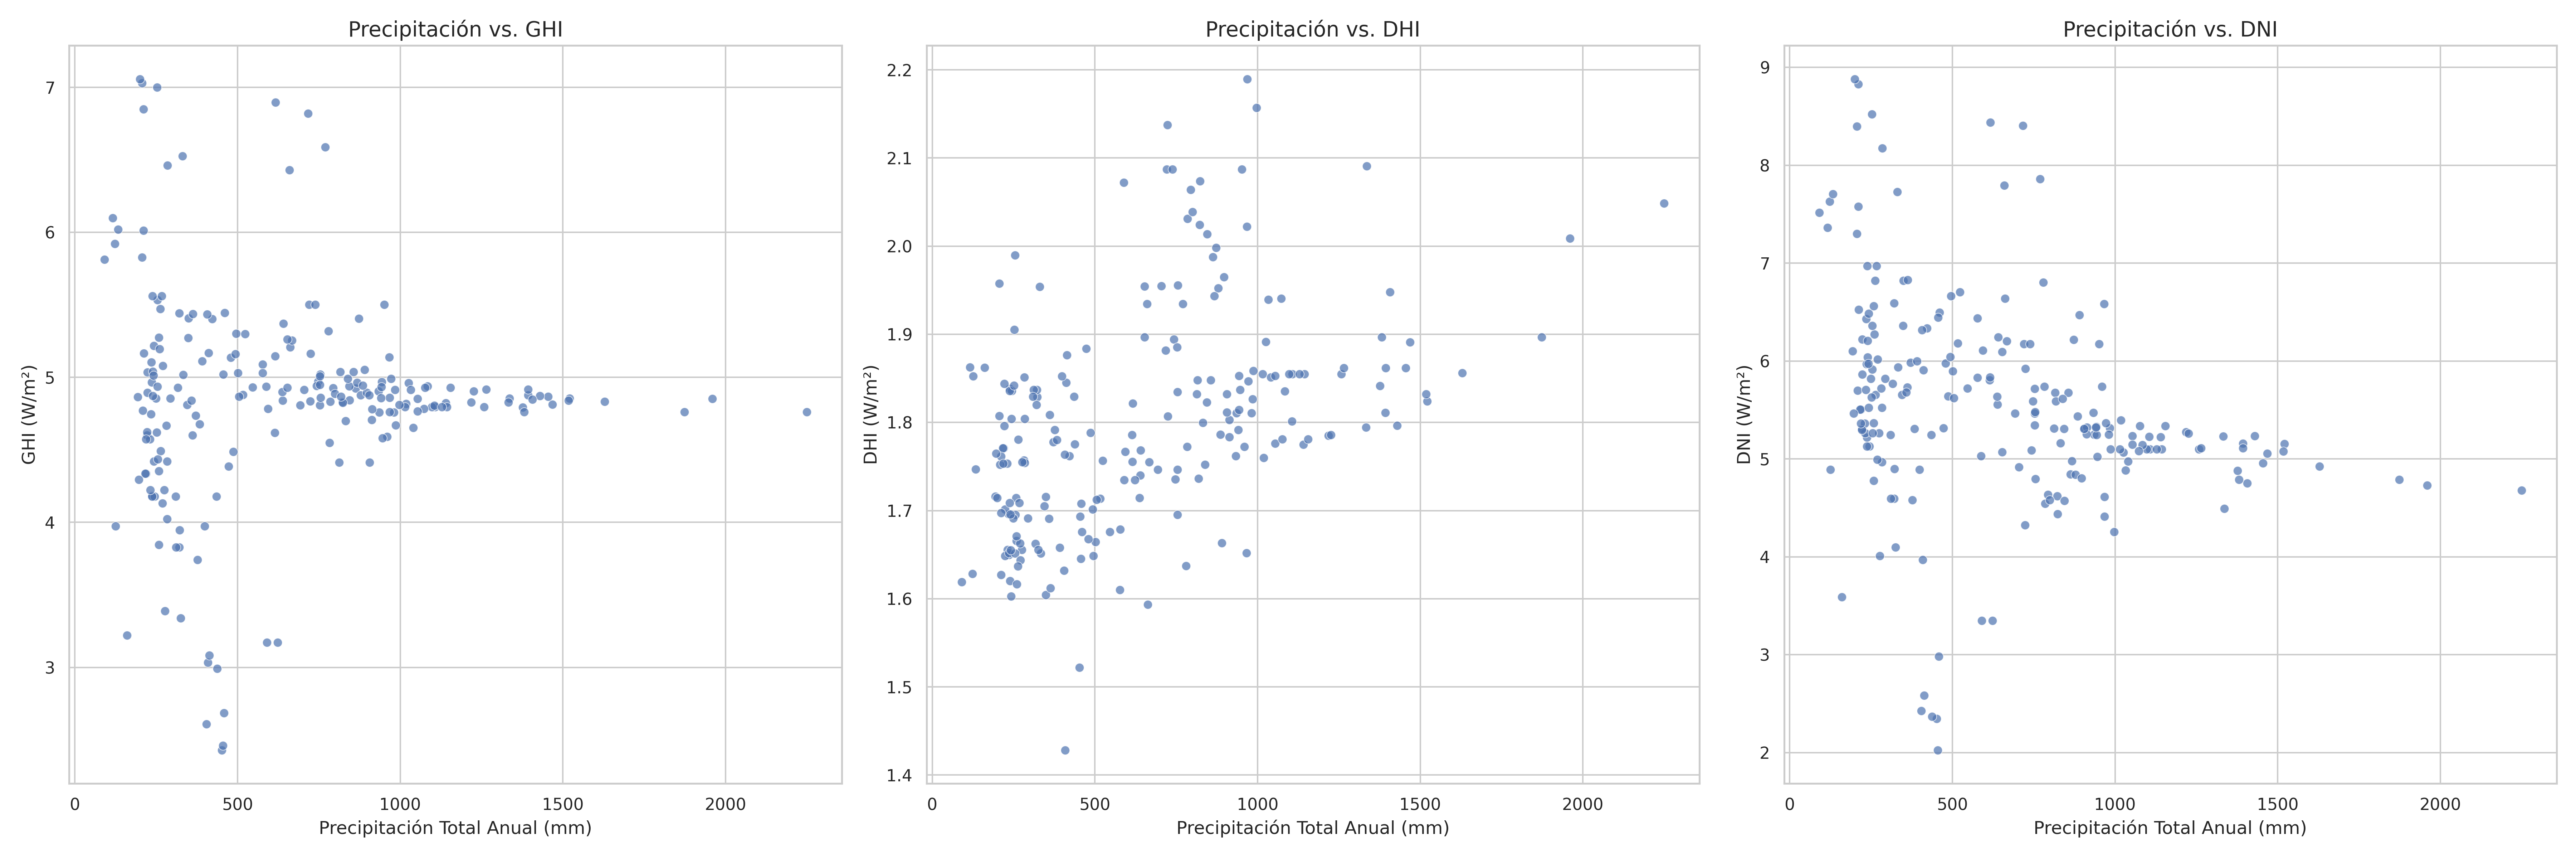 Precipitación vs. GHI
7
6
5
4
3
GHI (W/m²)
0 500 1000 1500 2000
Precipitación Total Anual (mm)
Precipitación vs. DHI
2.2
2.1
2.0
1.9
1.8
1.7
1.6
1.5
1.4
DHI (W/m²)
0 500 1000 1500 2000
Precipitación Total Anual (mm)
Precipitación vs. DNI
9
8
7
6
5
4
3
2
DNI (W/m²)
0 500 1000 1500 2000
Precipitación Total Anual (mm)